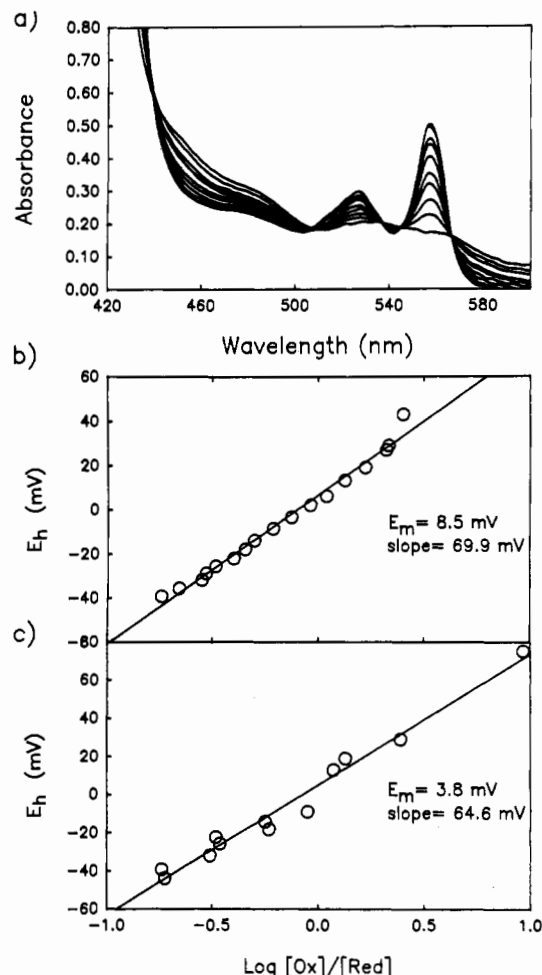 a)
Absorbance
0.80
0.70
0.60
0.50
0.40
0.30
0.20
0.10
0.00
420 460 500 540 580
Wavelength (nm)
b)
E_h (mV)
60
40
20
0
−20
−40
−60
E_m= 8.5 mV
slope= 69.9 mV
c)
E_h (mV)
60
40
20
0
−20
−40
−60
E_m= 3.8 mV
slope= 64.6 mV
−1.0 −0.5 0.0 0.5 1.0
Log [Ox]/[Red]